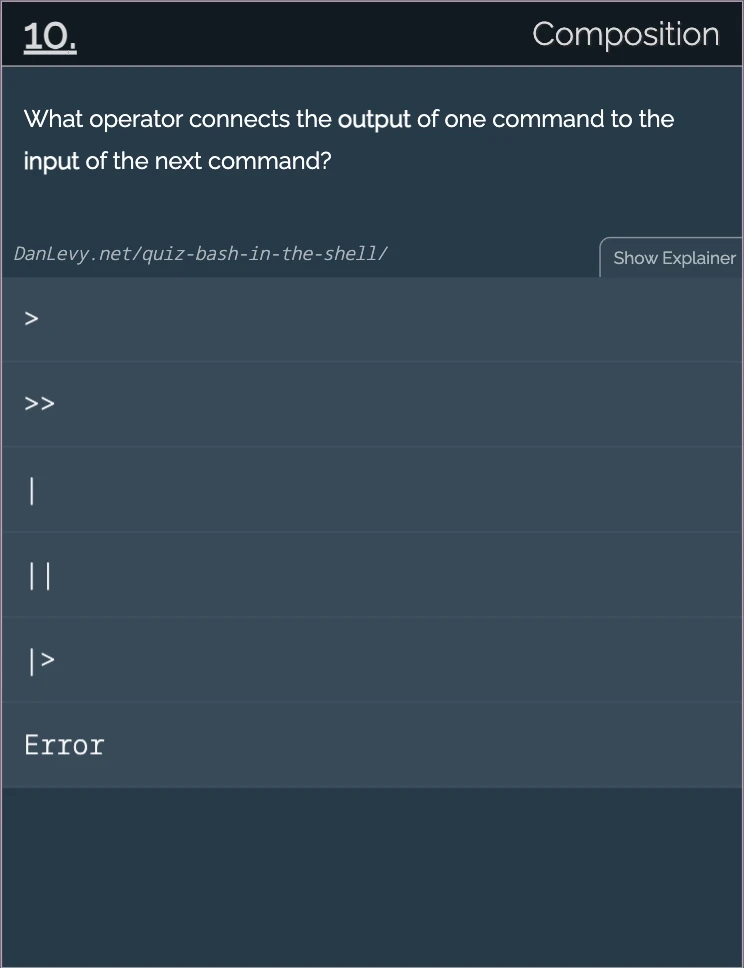 10.
Composition
What operator connects the output of one command to the
input of the next command?
DanLevy.net/quiz-bash-in-the-shell/
Show Explainer
>
>>
|
||
|>
Error